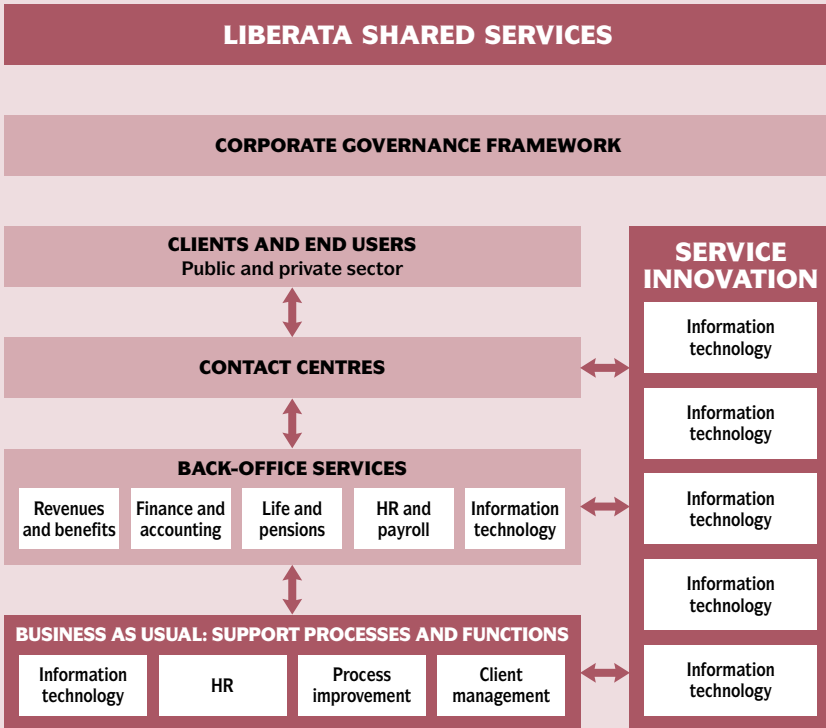 LIBERATA SHARED SERVICES
CORPORATE GOVERNANCE FRAMEWORK
CLIENTS AND END USERS
Public and private sector
CONTACT CENTRES
BACK-OFFICE SERVICES
Revenues
and benefits
Finance and
accounting
Life and
pensions
HR and
payroll
Information
technology
BUSINESS AS USUAL: SUPPORT PROCESSES AND FUNCTIONS
Information
technology
HR
Process
improvement
Client
management
SERVICE
INNOVATION
Information
technology
Information
technology
Information
technology
Information
technology
Information
technology